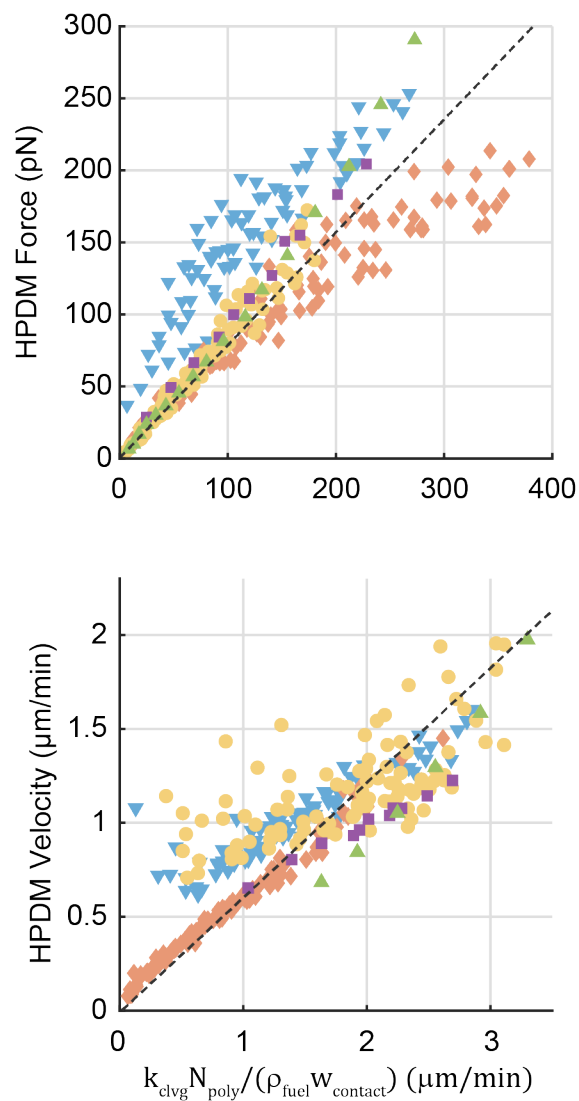 300
250
200
150
100
50
0
HPDM Force (pN)
0 100 200 300 400
2
1.5
1
0.5
0
HPDM Velocity (μm/min)
0 1 2 3
k_clvg N_poly/(ρ_fuel w_contact) (μm/min)